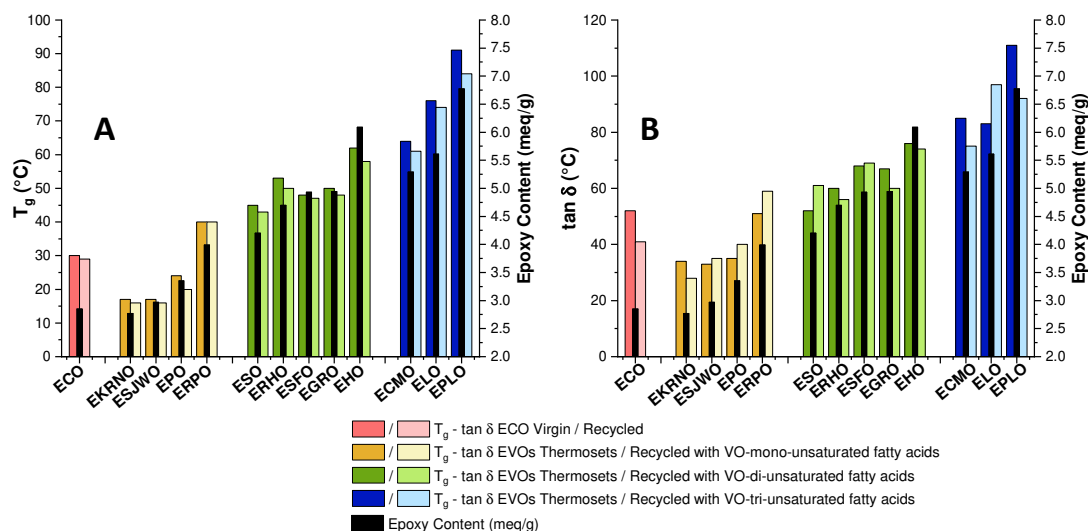 100
90
80
70
60
50
40
30
20
10
0
Tg (°C)
A
8.0
7.5
7.0
6.5
6.0
5.5
5.0
4.5
4.0
3.5
3.0
2.5
2.0
Epoxy Content (meq/g)
ECO
EKRNO
ESJWO
EPO
ERPO
ESO
ERHO
ESFO
EGRO
EHO
ECMO
ELO
EPLO
120
100
80
60
40
20
0
tan δ (°C)
B
8.0
7.5
7.0
6.5
6.0
5.5
5.0
4.5
4.0
3.5
3.0
2.5
2.0
Epoxy Content (meq/g)
ECO
EKRNO
ESJWO
EPO
ERPO
ESO
ERHO
ESFO
EGRO
EHO
ECMO
ELO
EPLO
/ Tg - tan δ ECO Virgin / Recycled
/ Tg - tan δ EVOs Thermosets / Recycled with VO-mono-unsaturated fatty acids
/ Tg - tan δ EVOs Thermosets / Recycled with VO-di-unsaturated fatty acids
/ Tg - tan δ EVOs Thermosets / Recycled with VO-tri-unsaturated fatty acids
Epoxy Content (meq/g)